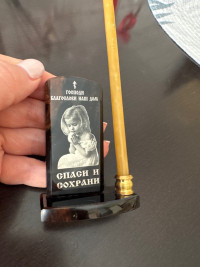 ГОСПОДИ
БЛАГОСЛОВИ НАШ ДОМ
СПАСИ И
СОХРАНИ